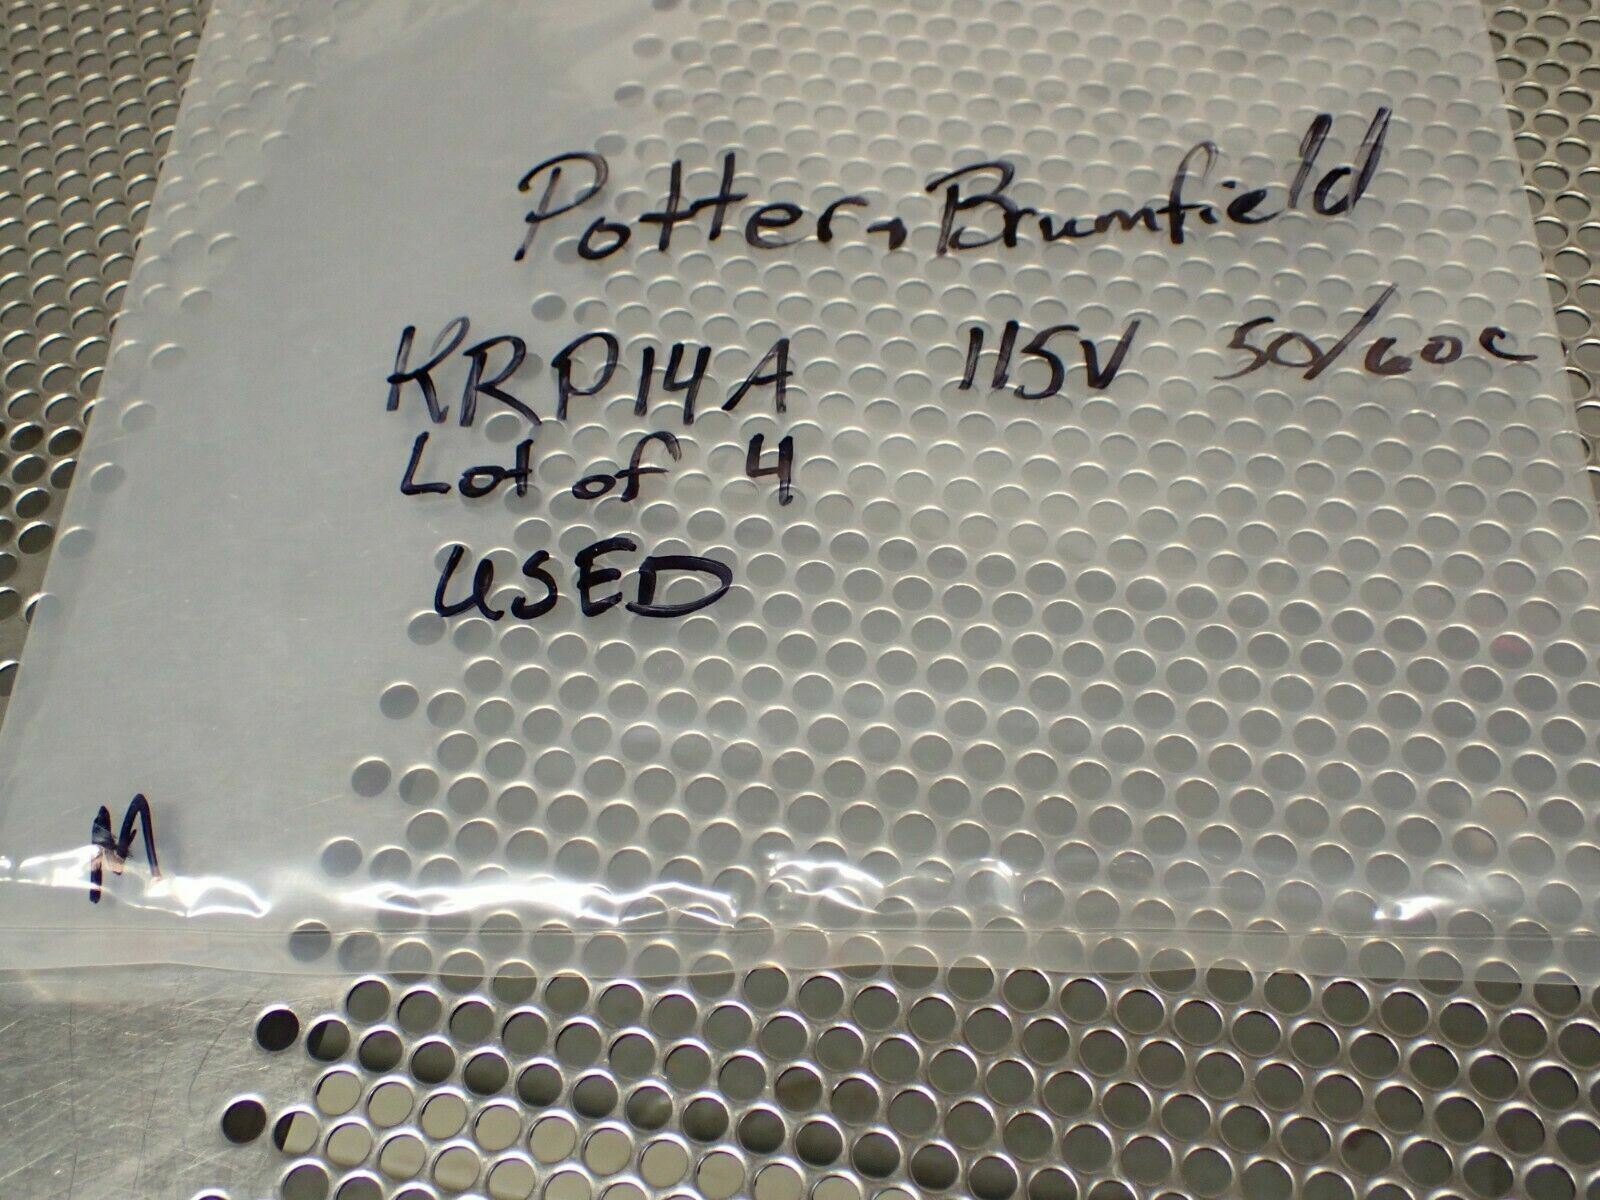 Potter + Brumfield
KRP14A 115V 50/60c
Lot of 4
USED
M